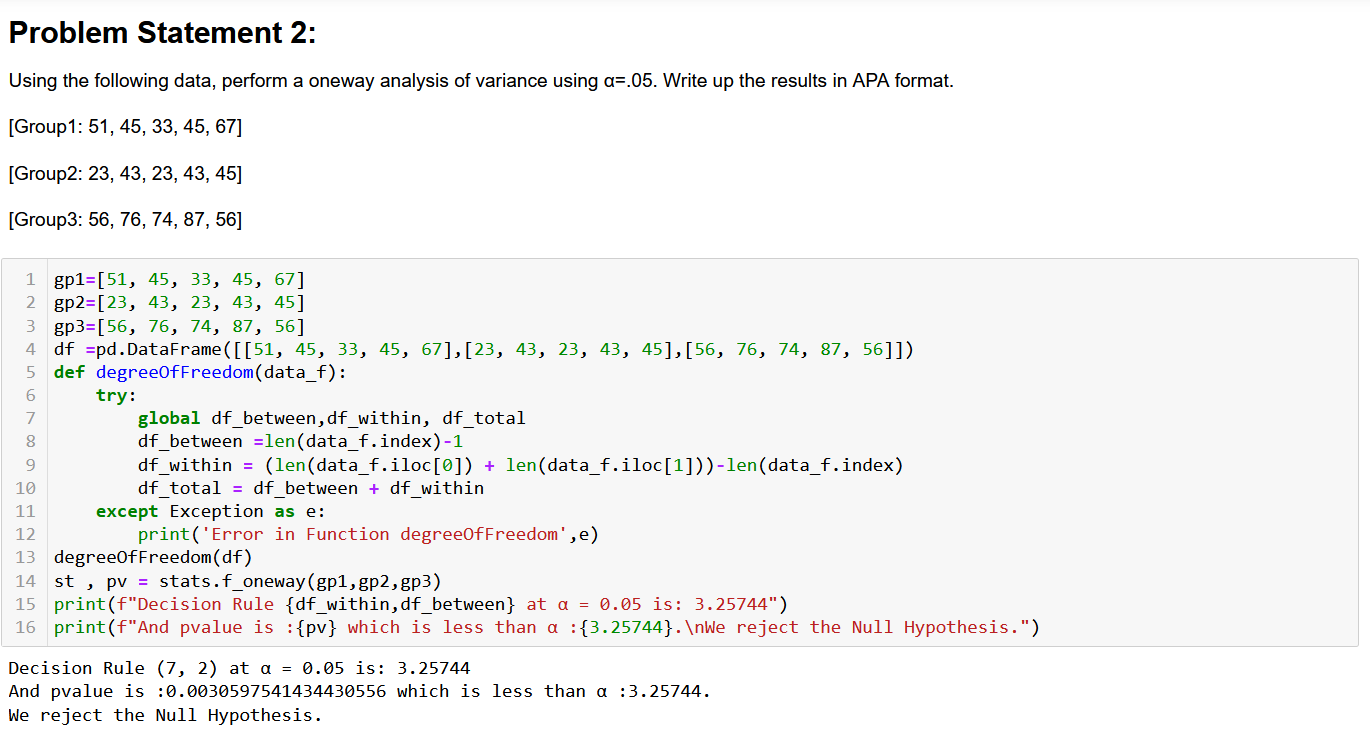 Problem Statement 2:
Using the following data, perform a oneway analysis of variance using α=.05. Write up the results in APA format.
[Group1: 51, 45, 33, 45, 67]
[Group2: 23, 43, 23, 43, 45]
[Group3: 56, 76, 74, 87, 56]
1 gp1=[51, 45, 33, 45, 67]
2 gp2=[23, 43, 23, 43, 45]
3 gp3=[56, 76, 74, 87, 56]
4 df =pd.DataFrame([[51, 45, 33, 45, 67],[23, 43, 23, 43, 45],[56, 76, 74, 87, 56]])
5 def degreeOfFreedom(data_f):
6     try:
7         global df_between,df_within, df_total
8         df_between =len(data_f.index)-1
9         df_within = (len(data_f.iloc[0]) + len(data_f.iloc[1]))-len(data_f.index)
10         df_total = df_between + df_within
11     except Exception as e:
12         print('Error in Function degreeOfFreedom',e)
13 degreeOfFreedom(df)
14 st , pv = stats.f_oneway(gp1,gp2,gp3)
15 print(f"Decision Rule {df_within,df_between} at α = 0.05 is: 3.25744")
16 print(f"And pvalue is :{pv} which is less than α :{3.25744}.\nWe reject the Null Hypothesis.")
Decision Rule (7, 2) at α = 0.05 is: 3.25744
And pvalue is :0.0030597541434430556 which is less than α :3.25744.
We reject the Null Hypothesis.